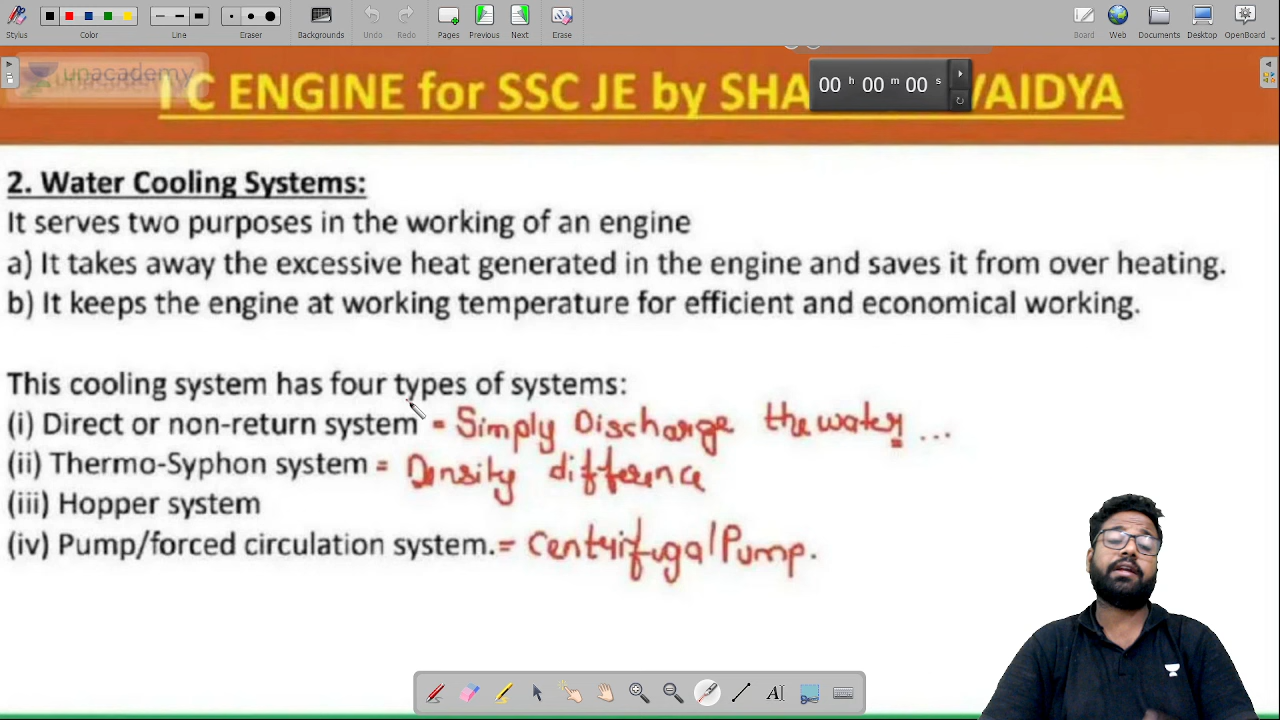 Stylus Color Line Eraser Backgrounds Undo Redo Pages Previous Next Erase Board Web Documents Desktop OpenBoard
unacademy
I C ENGINE for SSC JE by SHA VAIDYA
00 h 00 m 00 s
2. Water Cooling Systems:
It serves two purposes in the working of an engine
a) It takes away the excessive heat generated in the engine and saves it from over heating.
b) It keeps the engine at working temperature for efficient and economical working.
This cooling system has four types of systems:
(i) Direct or non-return system = Simply Discharge the water ...
(ii) Thermo-Syphon system = Density difference
(iii) Hopper system
(iv) Pump/forced circulation system. = Centrifugal Pump.